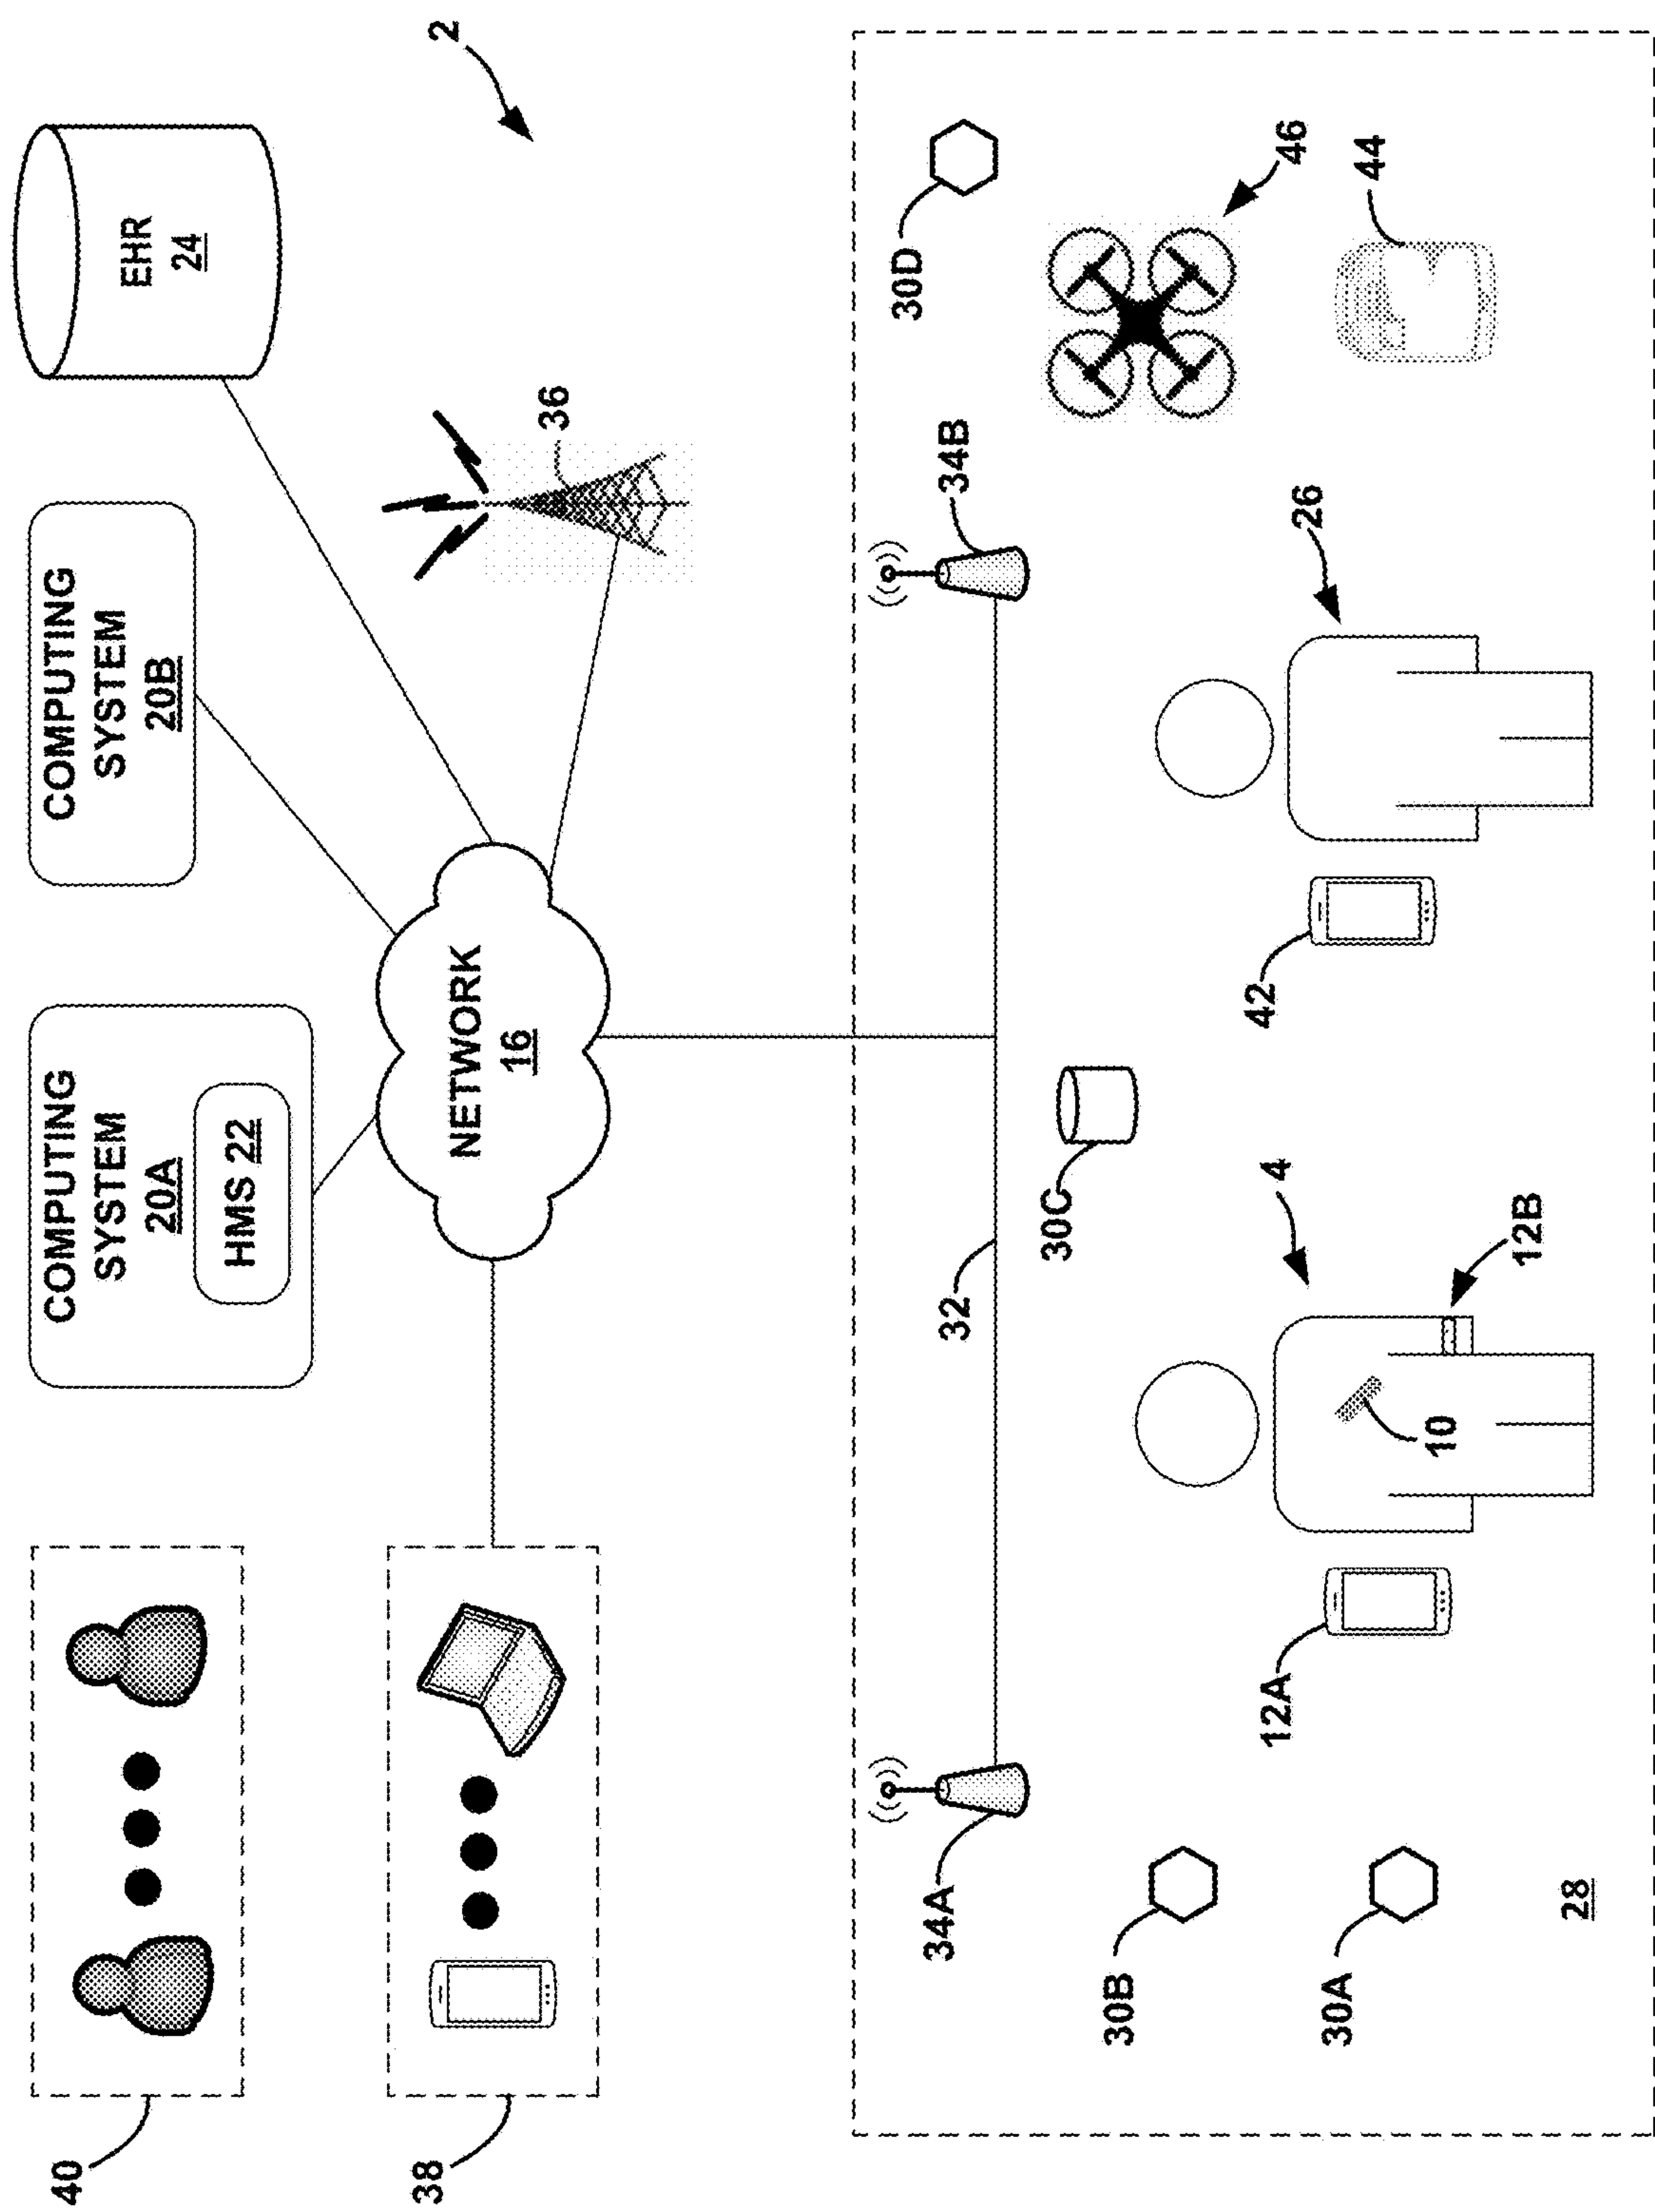 40
38
COMPUTING
SYSTEM
20A
HMS 22
COMPUTING
SYSTEM
20B
EHR
24
NETWORK
16
36
2
34A
32
34B
30D
30B
30A
12A
10
12B
4
30C
42
26
46
44
28